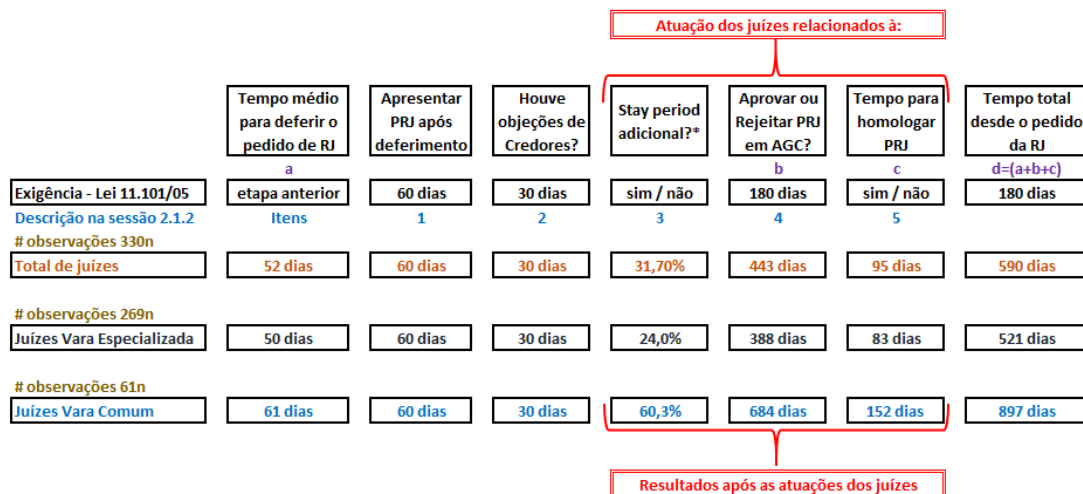 Atuação dos juízes relacionados à:
Tempo médio
para deferir o
pedido de RJ
Apresentar
PRJ após
deferimento
Houve
objeções de
Credores?
Stay period
adicional?*
Aprovar ou
Rejeitar PRJ
em AGC?
Tempo para
homologar
PRJ
Tempo total
desde o pedido
da RJ
a
b
c
d=(a+b+c)
Exigência - Lei 11.101/05
etapa anterior
60 dias
30 dias
sim / não
180 dias
sim / não
180 dias
Descrição na sessão 2.1.2
Itens
1
2
3
4
5
# observações 330n
Total de juízes
52 dias
60 dias
30 dias
31,70%
443 dias
95 dias
590 dias
# observações 269n
Juízes Vara Especializada
50 dias
60 dias
30 dias
24,0%
388 dias
83 dias
521 dias
# observações 61n
Juízes Vara Comum
61 dias
60 dias
30 dias
60,3%
684 dias
152 dias
897 dias
Resultados após as atuações dos juízes